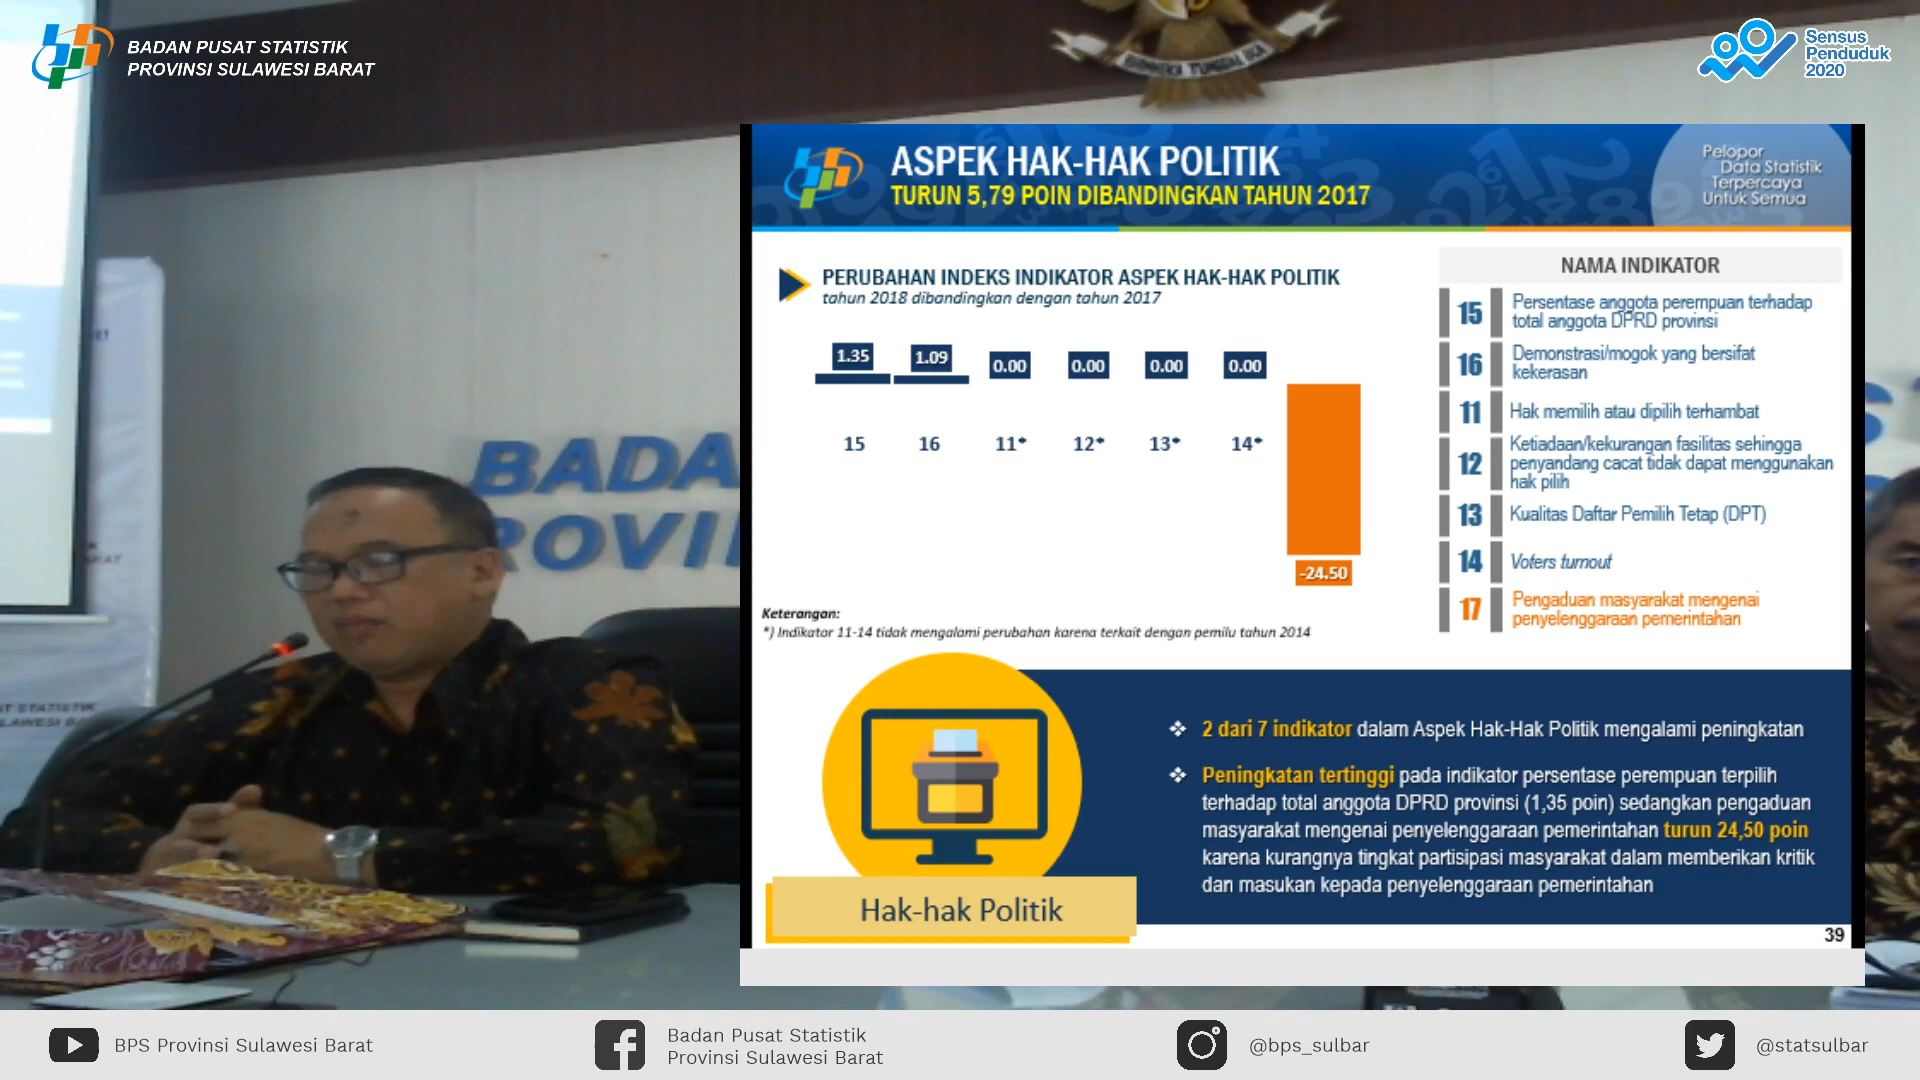 BADAN PUSAT STATISTIK
PROVINSI SULAWESI BARAT
Sensus
Penduduk
2020
BHINNEKA TUNGGAL IKA
ASPEK HAK-HAK POLITIK
TURUN 5,79 POIN DIBANDINGKAN TAHUN 2017
Pelopor
Data Statistik
Terpercaya
Untuk Semua
PERUBAHAN INDEKS INDIKATOR ASPEK HAK-HAK POLITIK
tahun 2018 dibandingkan dengan tahun 2017
1.35
1.09
0.00
0.00
0.00
0.00
15
16
11*
12*
13*
14*
-24.50
Keterangan:
*) Indikator 11-14 tidak mengalami perubahan karena terkait dengan pemilu tahun 2014
NAMA INDIKATOR
15 Persentase anggota perempuan terhadap
total anggota DPRD provinsi
16 Demonstrasi/mogok yang bersifat
kekerasan
11 Hak memilih atau dipilih terhambat
12 Ketiadaan/kekurangan fasilitas sehingga
penyandang cacat tidak dapat menggunakan
hak pilih
13 Kualitas Daftar Pemilih Tetap (DPT)
14 Voters turnout
17 Pengaduan masyarakat mengenai
penyelenggaraan pemerintahan
❖ 2 dari 7 indikator dalam Aspek Hak-Hak Politik mengalami peningkatan
❖ Peningkatan tertinggi pada indikator persentase perempuan terpilih
terhadap total anggota DPRD provinsi (1,35 poin) sedangkan pengaduan
masyarakat mengenai penyelenggaraan pemerintahan turun 24,50 poin
karena kurangnya tingkat partisipasi masyarakat dalam memberikan kritik
dan masukan kepada penyelenggaraan pemerintahan
Hak-hak Politik
39
BADA
ROVI
T STATISTIK
BPS Provinsi Sulawesi Barat
Badan Pusat Statistik
Provinsi Sulawesi Barat
@bps_sulbar
@statsulbar